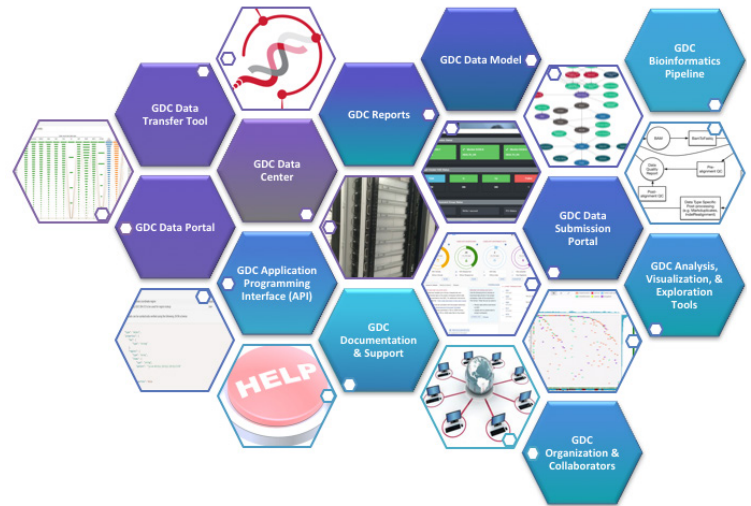 GDC Data Model
GDC
Bioinformatics
Pipeline
GDC Data
Transfer Tool
GDC Reports
GDC Data
Center
GDC Data Portal
GDC Data
Submission
Portal
GDC Application
Programming
Interface (API)
GDC Analysis,
Visualization, &
Exploration
Tools
GDC
Documentation
& Support
HELP
GDC
Organization &
Collaborators